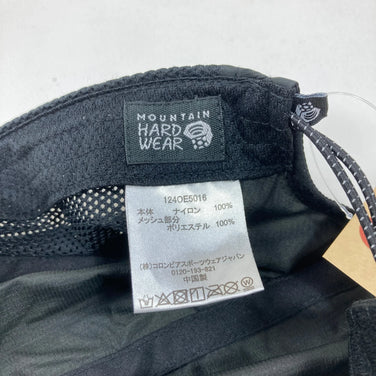 MOUNTAIN
HARD
WEAR
124OE5016
本体 ナイロン 100%
メッシュ部分
ポリエステル 100%
(株)コロンビアスポーツウェアジャパン
0120-193-821
中国製